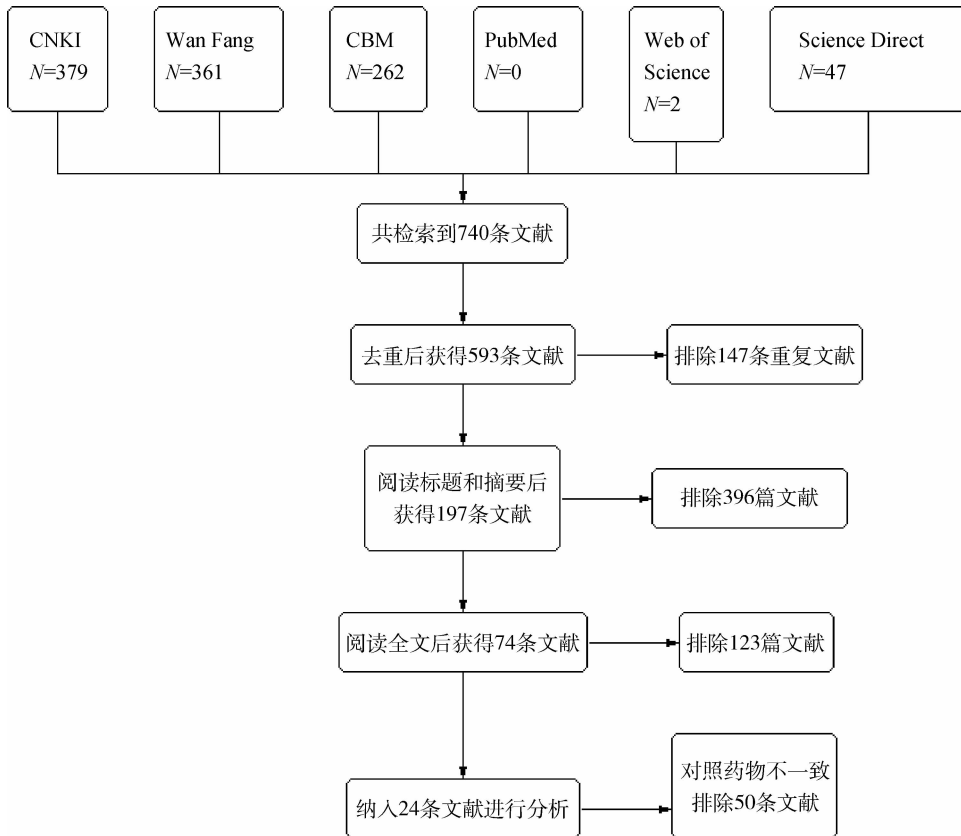 CNKI
N=379
Wan Fang
N=361
CBM
N=262
PubMed
N=0
Web of
Science
N=2
Science Direct
N=47
共检索到740条文献
去重后获得593条文献
排除147条重复文献
阅读标题和摘要后
获得197条文献
排除396篇文献
阅读全文后获得74条文献
排除123篇文献
对照药物不一致
排除50条文献
纳入24条文献进行分析